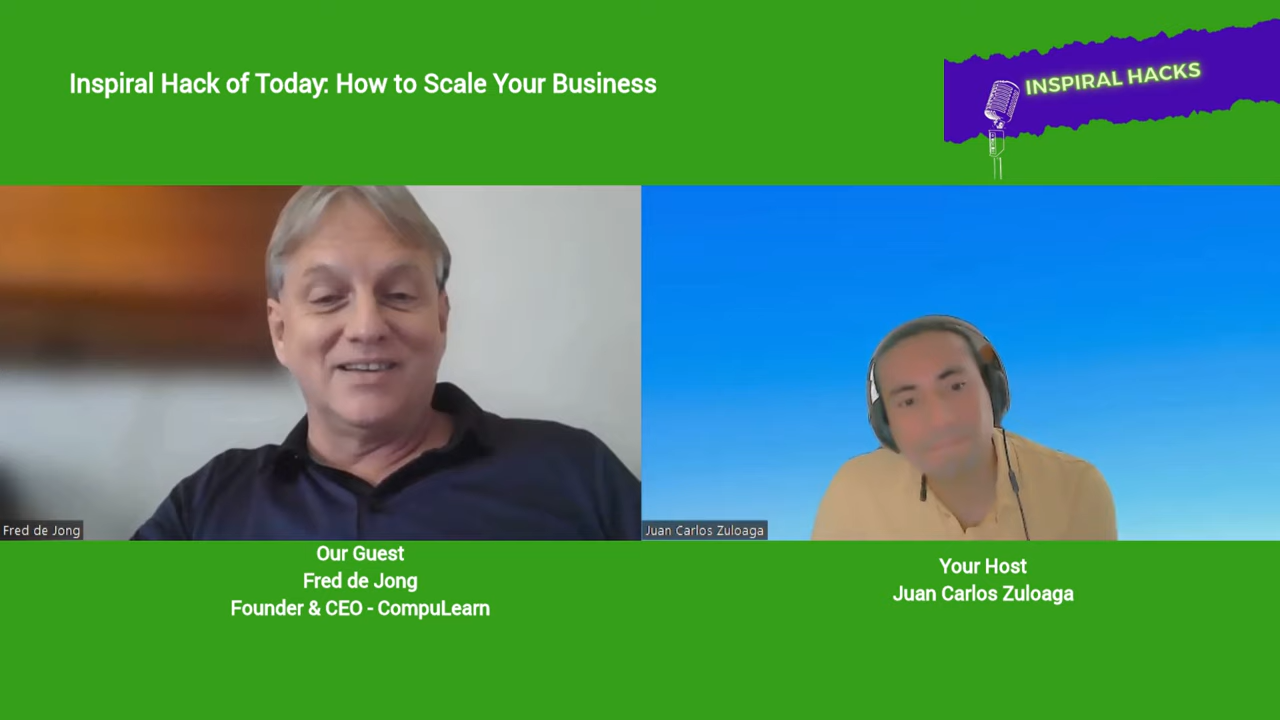 Inspiral Hack of Today: How to Scale Your Business
INSPIRAL HACKS
Fred de Jong
Juan Carlos Zuloaga
Our Guest
Fred de Jong
Founder & CEO - CompuLearn
Your Host
Juan Carlos Zuloaga